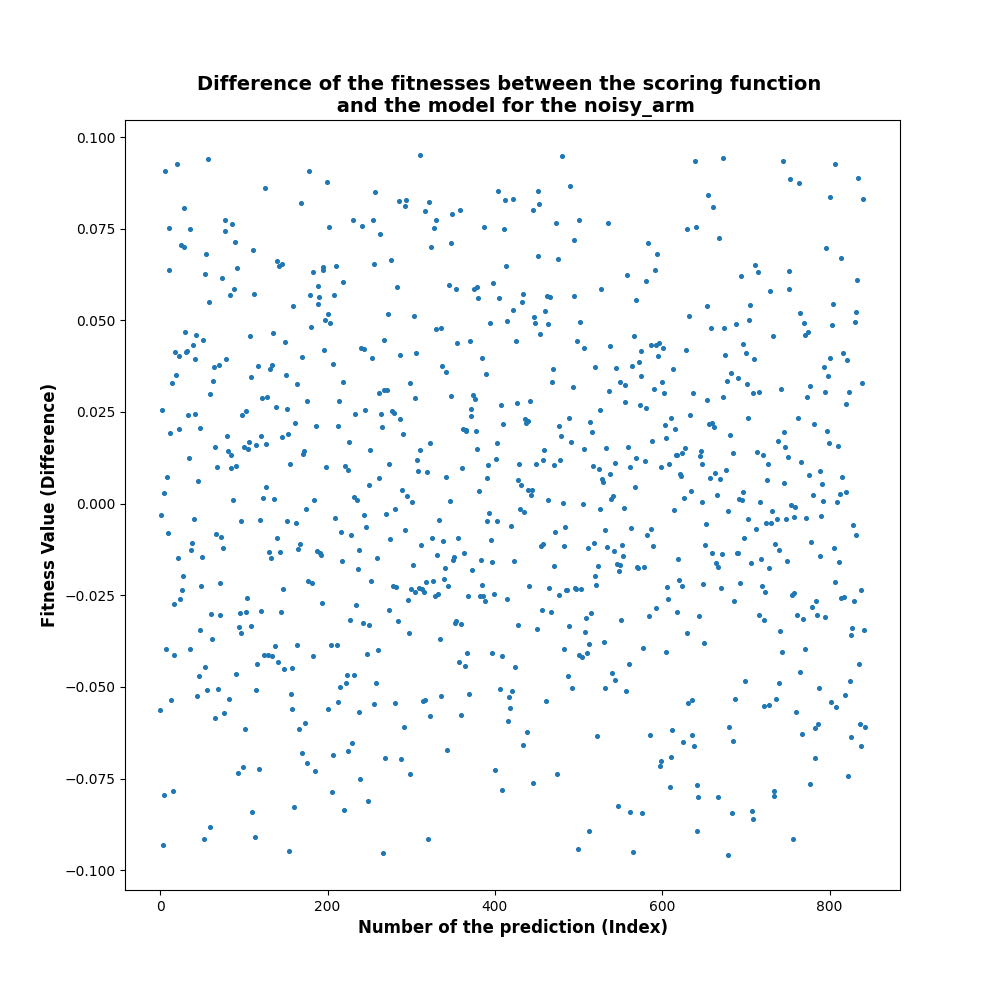 Difference of the fitnesses between the scoring function
and the model for the noisy_arm
0.100
0.075
0.050
0.025
0.000
−0.025
−0.050
−0.075
−0.100
Fitness Value (Difference)
0 200 400 600 800
Number of the prediction (Index)